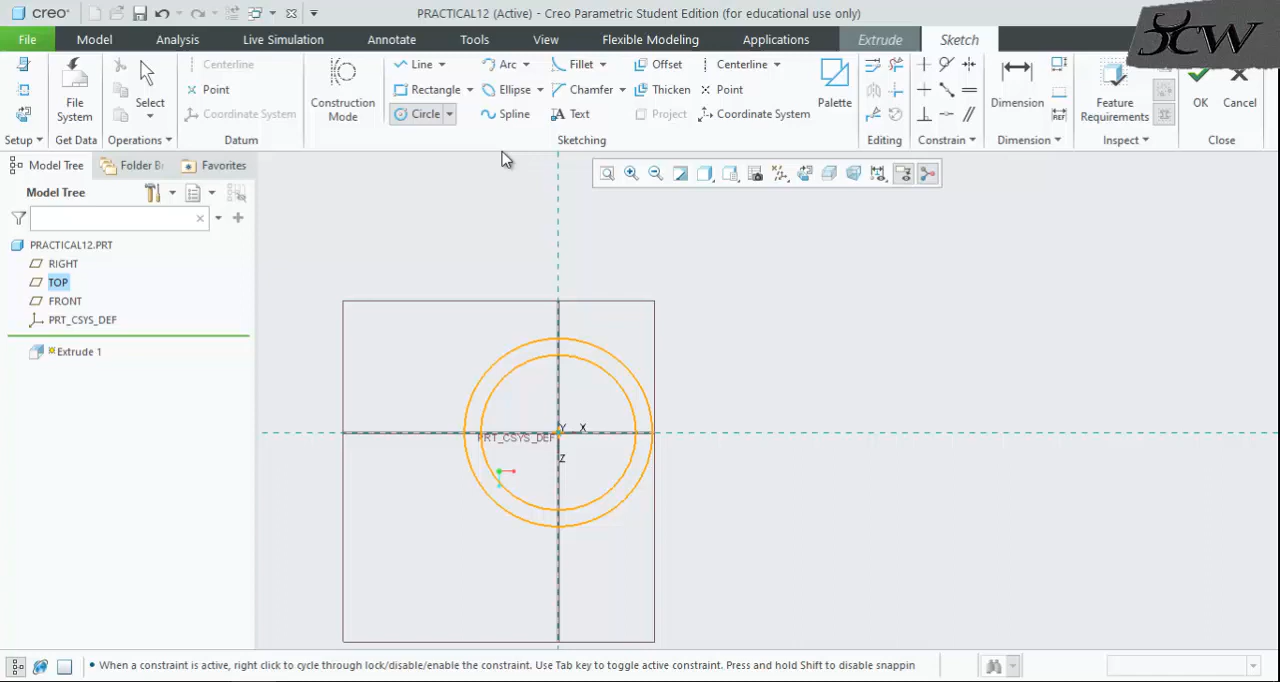 creo
PRACTICAL12 (Active) - Creo Parametric Student Edition (for educational use only)
File
Model
Analysis
Live Simulation
Annotate
Tools
View
Flexible Modeling
Applications
Extrude
Sketch
XW
Centerline
Line
Arc
Fillet
Offset
Centerline
Point
Rectangle
Ellipse
Chamfer
Thicken
Point
Coordinate System
Circle
Spline
Text
Project
Coordinate System
File System
Select
Construction Mode
Palette
Dimension
REF
Feature Requirements
OK
Cancel
Setup
Get Data
Operations
Datum
Sketching
Editing
Constrain
Dimension
Inspect
Close
Model Tree
Folder Br
Favorites
Model Tree
PRACTICAL12.PRT
RIGHT
TOP
FRONT
PRT_CSYS_DEF
Extrude 1
Y X
PRT_CSYS_DEF
Z
• When a constraint is active, right click to cycle through lock/disable/enable the constraint. Use Tab key to toggle active constraint. Press and hold Shift to disable snappin